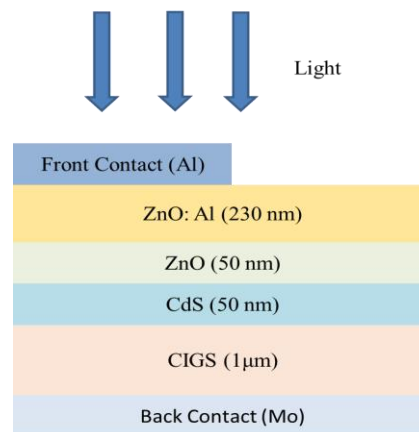 Light
Front Contact (Al)
ZnO: Al (230 nm)
ZnO (50 nm)
CdS (50 nm)
CIGS (1µm)
Back Contact (Mo)